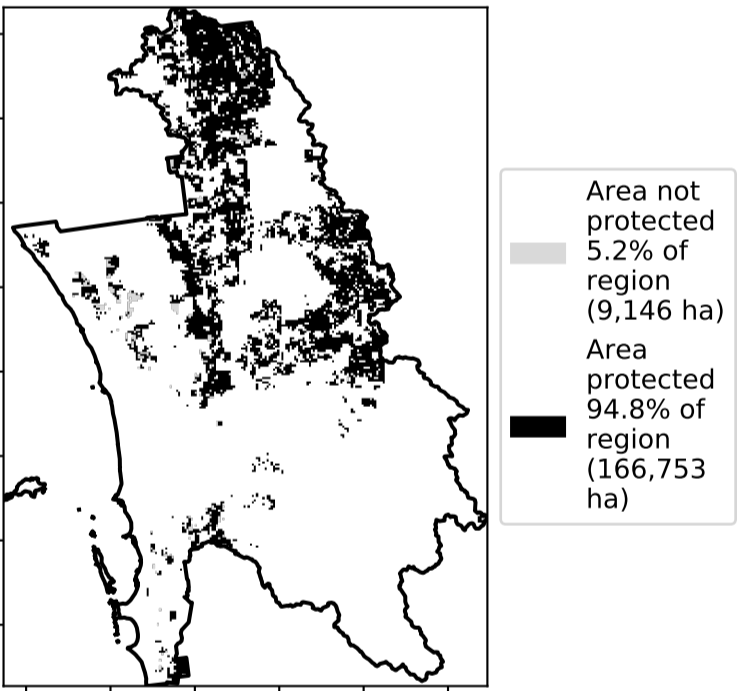 Area not
protected
5.2% of
region
(9,146 ha)
Area
protected
94.8% of
region
(166,753
ha)